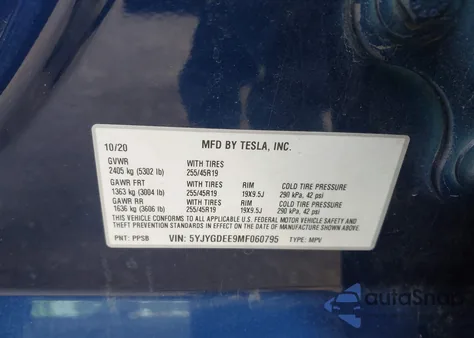 10/20 MFD BY TESLA, INC.
GVWR WITH TIRES
2405 kg (5302 lb) 255/45R19
GAWR FRT WITH TIRES RIM COLD TIRE PRESSURE
1363 kg (3004 lb) 255/45R19 19X9.5J 290 kPa, 42 psi
GAWR RR WITH TIRES RIM COLD TIRE PRESSURE
1636 kg (3606 lb) 255/45R19 19X9.5J 290 kPa, 42 psi
THIS VEHICLE CONFORMS TO ALL APPLICABLE U.S. FEDERAL MOTOR VEHICLE SAFETY AND
THEFT PREVENTION STANDARDS IN EFFECT ON THE DATE OF MANUFACTURE SHOWN ABOVE.
PNT: PPSB VIN: 5YJYGDEE9MF060795 TYPE: MPV
autoSnap